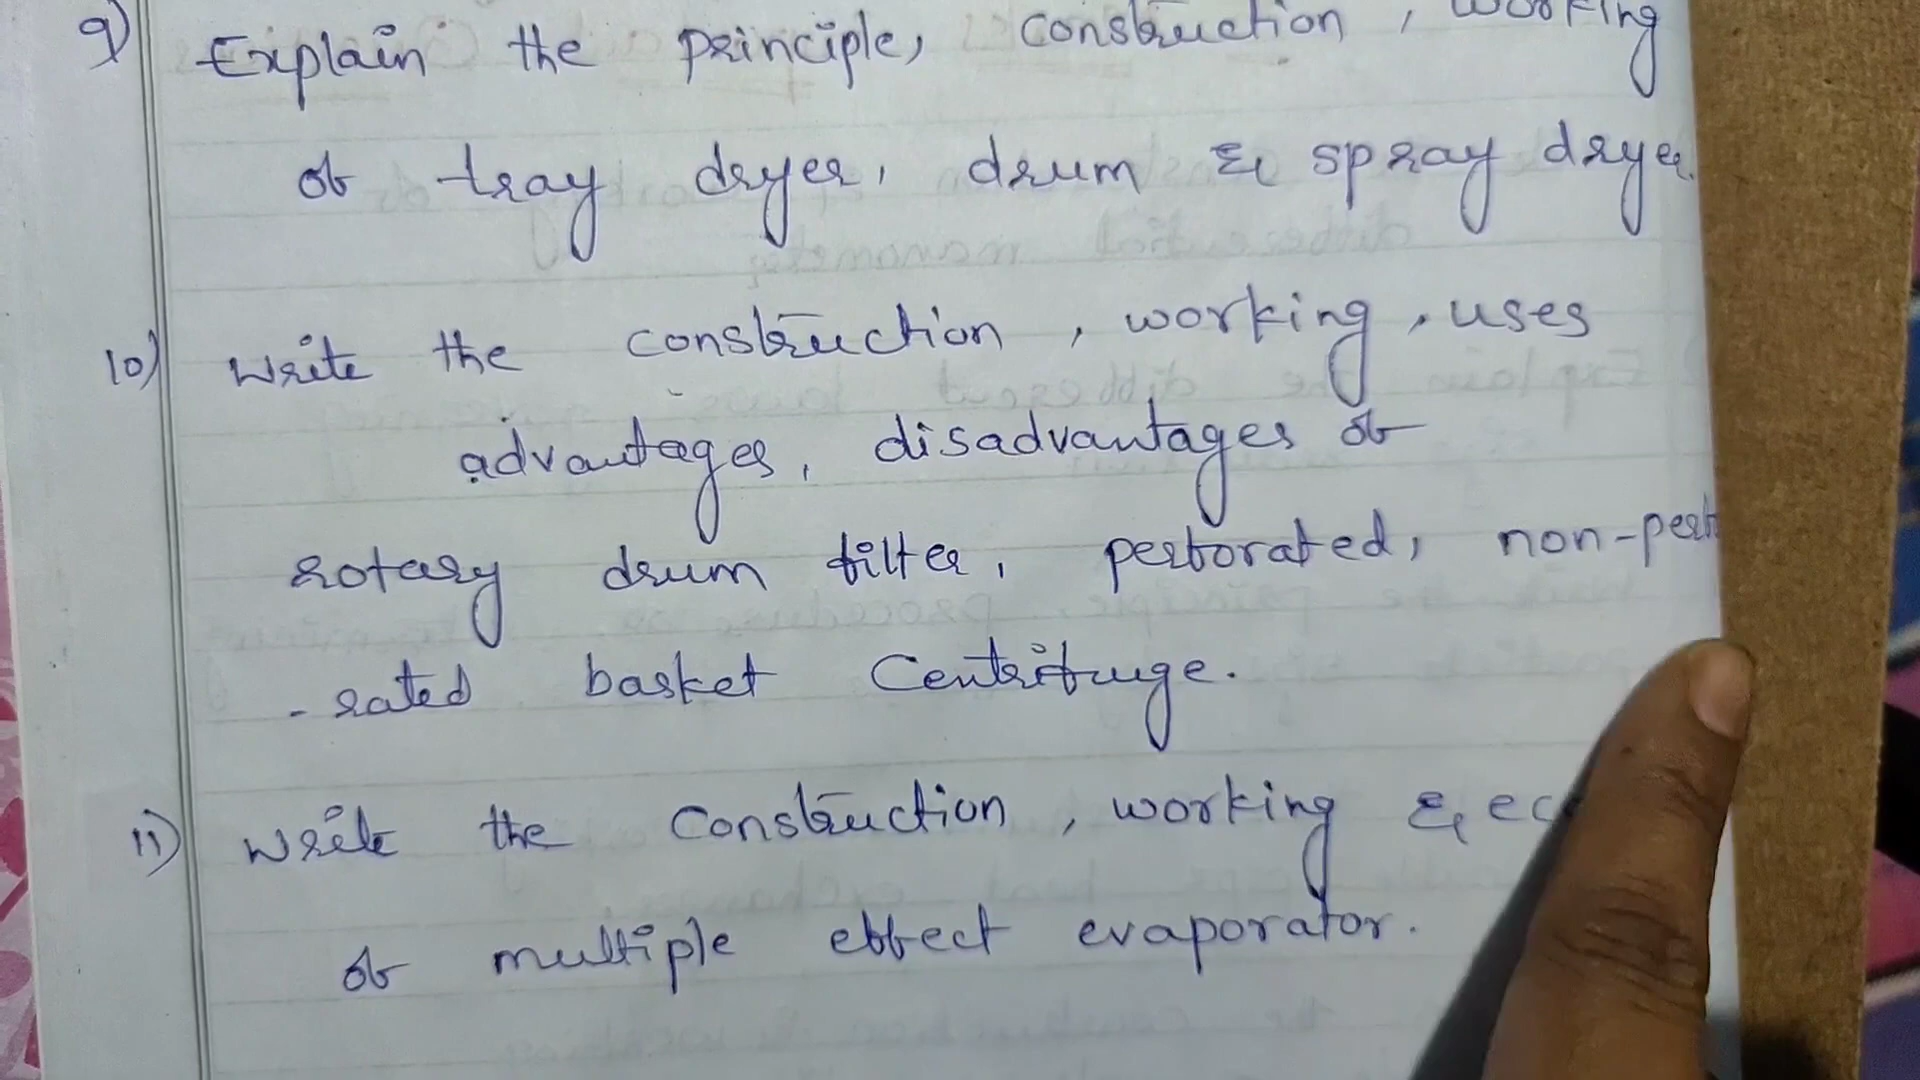 9) Explain the principle, construction, working
of tray dryer, drum & spray dryer.
10) Write the construction, working, uses
advantages, disadvantages of
rotary drum filter, perforated, non-perfo
-rated basket Centrifuge.
11) Write the Construction, working &
of multiple effect evaporator.